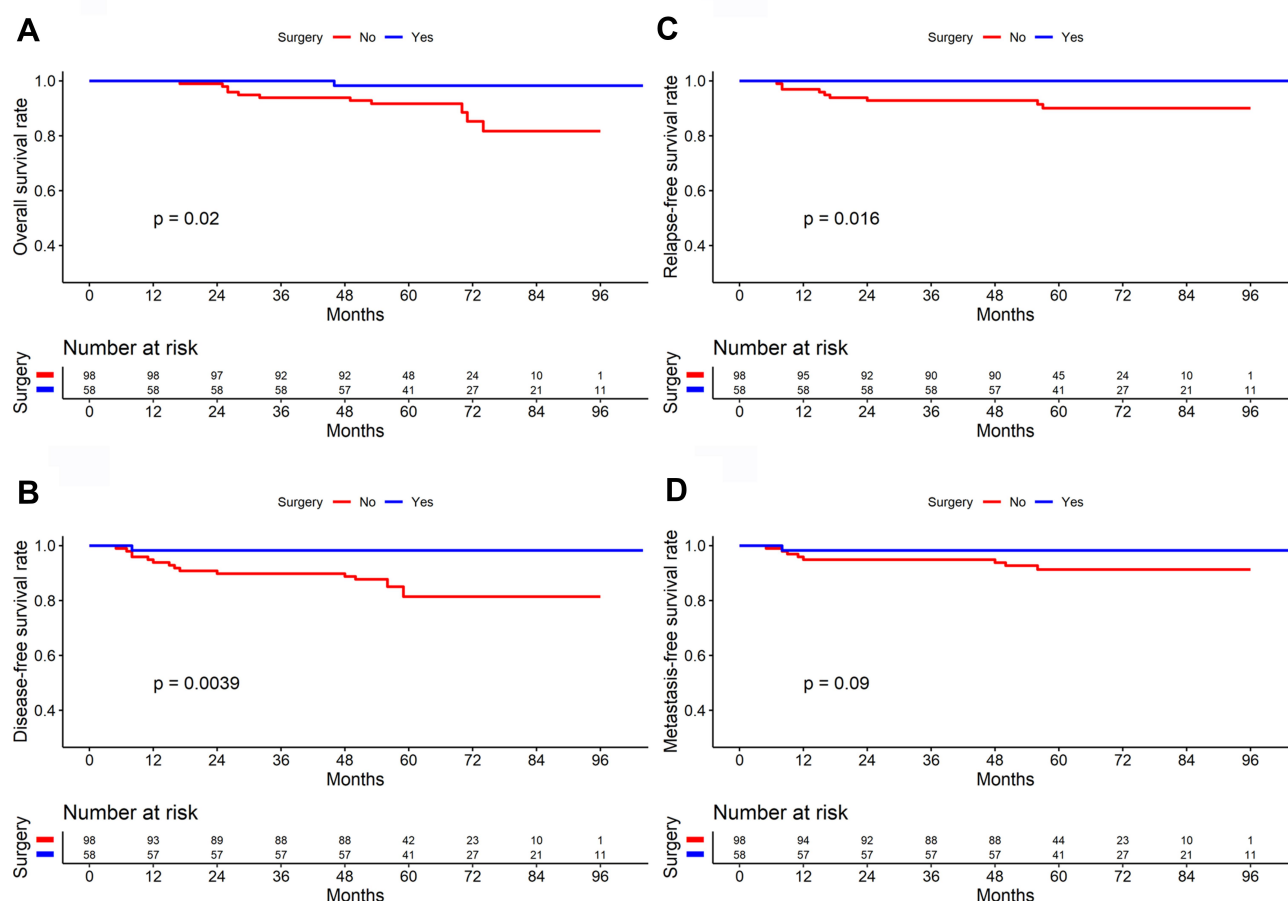 A
Surgery No Yes
Overall survival rate
1.0
0.8
0.6
0.4
p = 0.02
0 12 24 36 48 60 72 84 96
Months
Number at risk
Surgery
98 98 97 92 92 48 24 10 1
58 58 58 58 57 41 27 21 11
0 12 24 36 48 60 72 84 96
Months
C
Surgery No Yes
Relapse-free survival rate
1.0
0.8
0.6
0.4
p = 0.016
0 12 24 36 48 60 72 84 96
Months
Number at risk
Surgery
98 95 92 90 90 45 24 10 1
58 58 58 58 57 41 27 21 11
0 12 24 36 48 60 72 84 96
Months
B
Surgery No Yes
Disease-free survival rate
1.0
0.8
0.6
0.4
p = 0.0039
0 12 24 36 48 60 72 84 96
Months
Number at risk
Surgery
98 93 89 88 88 42 23 10 1
58 57 57 57 57 41 27 21 11
0 12 24 36 48 60 72 84 96
Months
D
Surgery No Yes
Metastasis-free survival rate
1.0
0.8
0.6
0.4
p = 0.09
0 12 24 36 48 60 72 84 96
Months
Number at risk
Surgery
98 94 92 88 88 44 23 10 1
58 57 57 57 57 41 27 21 11
0 12 24 36 48 60 72 84 96
Months